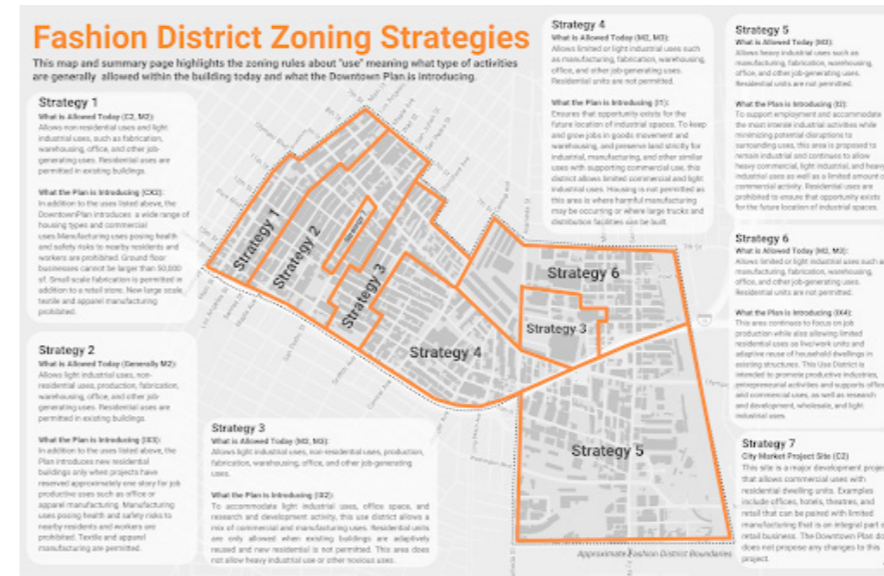 Fashion District Zoning Strategies
This map and summary page highlights the zoning rules about "use" meaning what type of activities
are generally allowed within the building today and what the Downtown Plan is introducing.
Strategy 1
What is Allowed Today (C2, M2):
Allows non-residential uses and light
industrial uses, such as fabrication,
warehousing, office, and other job-
generating uses. Residential uses are
permitted in existing buildings.
What the Plan is Introducing (CX2):
In addition to the uses listed above, the
DowntownPlan introduces a wide range of
housing types and commercial
uses.Manufacturing uses posing health
and safety risks to nearby residents and
workers are prohibited. Ground floor
businesses cannot be larger than 50,000
sf. Small-scale fabrication is permitted in
addition to a retail store. New large scale
textile and apparel manufacturing
prohibited.
Strategy 2
What is Allowed Today (Generally M2):
Allows light industrial uses, non-
residential uses, production, fabrication,
warehousing, office, and other job-
generating uses. Residential uses are
permitted in existing buildings.
What the Plan is Introducing (IX3):
In addition to the uses listed above, the
Plan introduces new residential
buildings only when projects have
reserved approximately one story for job
productive uses such as office or
apparel manufacturing. Manufacturing
uses posing health and safety risks to
nearby residents and workers are
prohibited. Textile and apparel
manufacturing are permitted.
Strategy 3
What is Allowed Today (M2, M3):
Allows light industrial uses, non-residential uses, production,
fabrication, warehousing, office, and other job-generating
uses.
What the Plan is Introducing (IX2):
To accommodate light industrial uses, office space, and
research and development activity, this use district allows a
mix of commercial and manufacturing uses. Residential units
are only allowed when existing buildings are adaptively
reused and new residential is not permitted. This area does
not allow heavy industrial use or other noxious uses.
Strategy 4
What is Allowed Today (M2, M3):
Allows limited or light industrial uses such
as manufacturing, fabrication, warehousing,
office, and other job-generating uses.
Residential units are not permitted.
What the Plan is Introducing (I1):
Ensures that opportunity exists for the
future location of industrial spaces. To keep
and grow jobs in goods movement and
warehousing, and preserve land strictly for
industrial, manufacturing, and other similar
uses with supporting commercial use, this
district allows limited commercial and light
industrial uses. Housing is not permitted as
this area is where harmful manufacturing
may be occurring or where large trucks and
distribution facilities can be built.
Strategy 5
What is Allowed Today (M3):
Allows heavy industrial uses such as
manufacturing, fabrication, warehousing,
office, and other job-generating uses.
Residential units are not permitted.
What the Plan is Introducing (I2):
To support employment and accommodate
the most intense industrial activities while
minimizing potential disruptions to
surrounding uses, this area is proposed to
remain industrial and continues to allow
heavy commercial, light industrial, and heavy
industrial uses as well as a limited amount o
commercial activity. Residential uses are
prohibited to ensure that opportunity exists
for the future location of industrial spaces.
Strategy 6
What is Allowed Today (M2, M3):
Allows limited or light industrial uses such a
manufacturing, fabrication, warehousing,
office, and other job-generating uses.
Residential units are not permitted.
What the Plan is Introducing (IX4):
This area continues to focus on job
production while also allowing limited
residential uses as live/work units and
adaptive reuse of household dwellings in
existing structures. This Use District is
intended to promote productive industries,
entrepreneurial activities and supports office
and commercial uses, as well as research
and development, wholesale, and light
industrial uses.
Strategy 7
City Market Project Site (C2)
This site is a major development projec
that allows commercial uses with
residential dwelling units. Examples
include offices, hotels, theatres, and
retail that can be paired with limited
manufacturing that is an integral part o
retail business. The Downtown Plan do
does not propose any changes to this
project.
Strategy 1
Strategy 2
Strategy 7
Strategy 3
Strategy 4
Strategy 6
Strategy 3
Strategy 5
Approximate Fashion District Boundaries